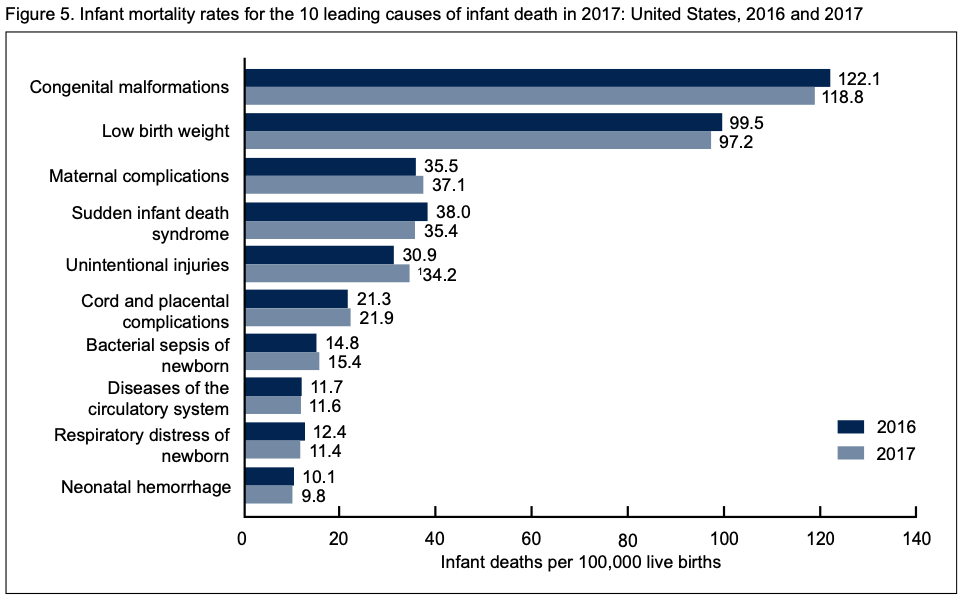 Figure 5. Infant mortality rates for the 10 leading causes of infant death in 2017: United States, 2016 and 2017
Congenital malformations
122.1
118.8
Low birth weight
99.5
97.2
Maternal complications
35.5
37.1
Sudden infant death
syndrome
38.0
35.4
Unintentional injuries
30.9
¹34.2
Cord and placental
complications
21.3
21.9
Bacterial sepsis of
newborn
14.8
15.4
Diseases of the
circulatory system
11.7
11.6
Respiratory distress of
newborn
12.4
11.4
Neonatal hemorrhage
10.1
9.8
2016
2017
0 20 40 60 80 100 120 140
Infant deaths per 100,000 live births